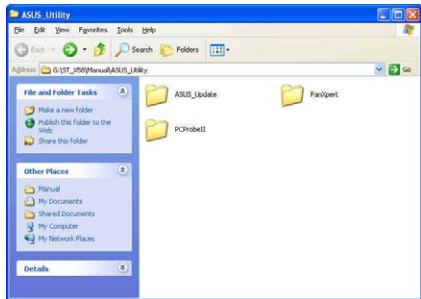 ASUS_Utility
File Edit View Favorites Tools Help
Back Search Folders
Address G:\ST_X58\Manual\ASUS_Utility Go
File and Folder Tasks
Make a new folder
Publish this folder to the
Web
Share this folder
Other Places
Manual
My Documents
Shared Documents
My Computer
My Network Places
Details
ASUS_Update FanXpert
PCProbeII